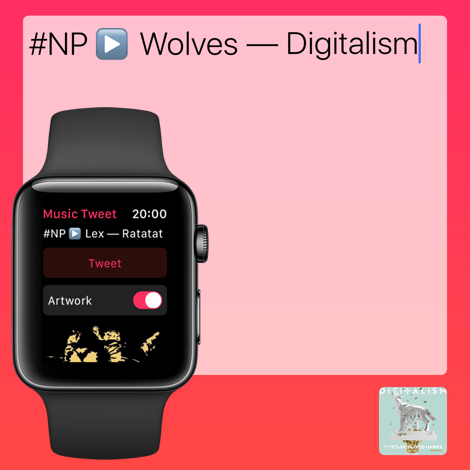 #NP ▶️ Wolves — Digitalism
Music Tweet 20:00
#NP ▶️ Lex — Ratatat
Tweet
Artwork
DIGITALISM